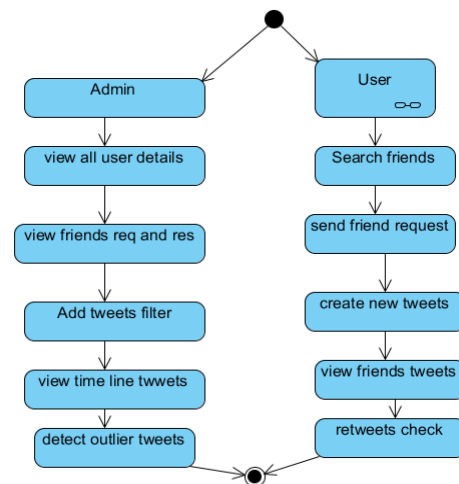 Admin
view all user details
view friends req and res
Add tweets filter
view time line twwets
detect outlier tweets
User
Search friends
send friend request
create new tweets
view friends tweets
retweets check